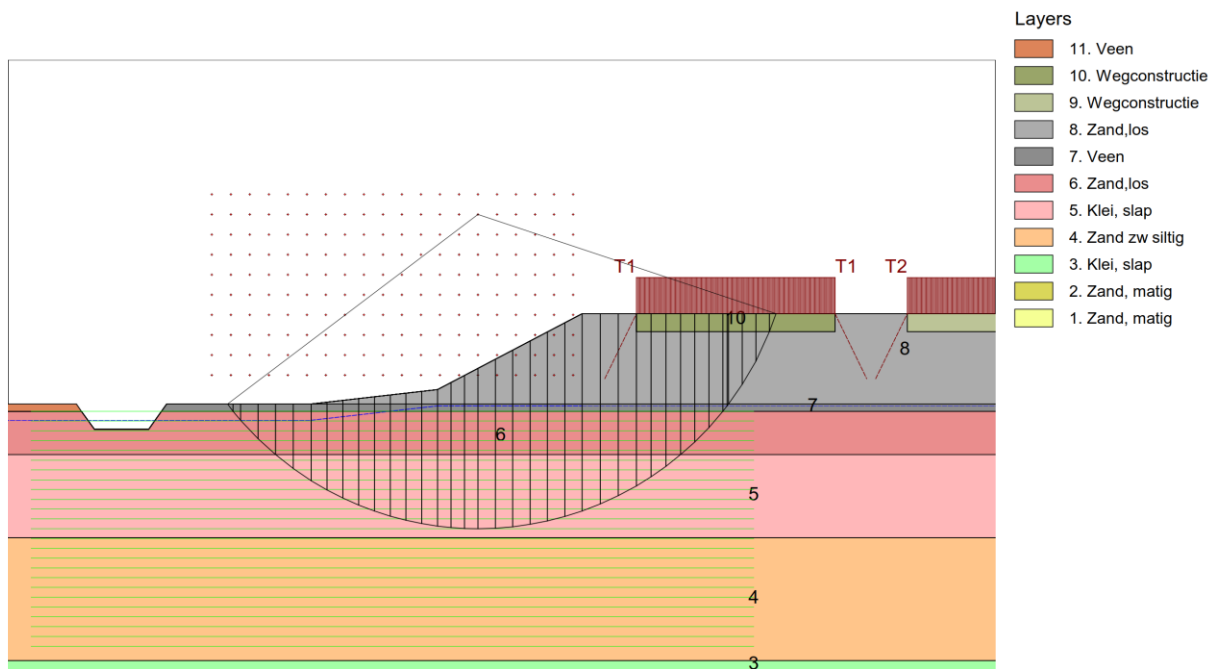 Layers
11. Veen
10. Wegconstructie
9. Wegconstructie
8. Zand,los
7. Veen
6. Zand,los
5. Klei, slap
4. Zand zw siltig
3. Klei, slap
2. Zand, matig
1. Zand, matig
T1
T1
T2
10
8
7
6
5
4
3